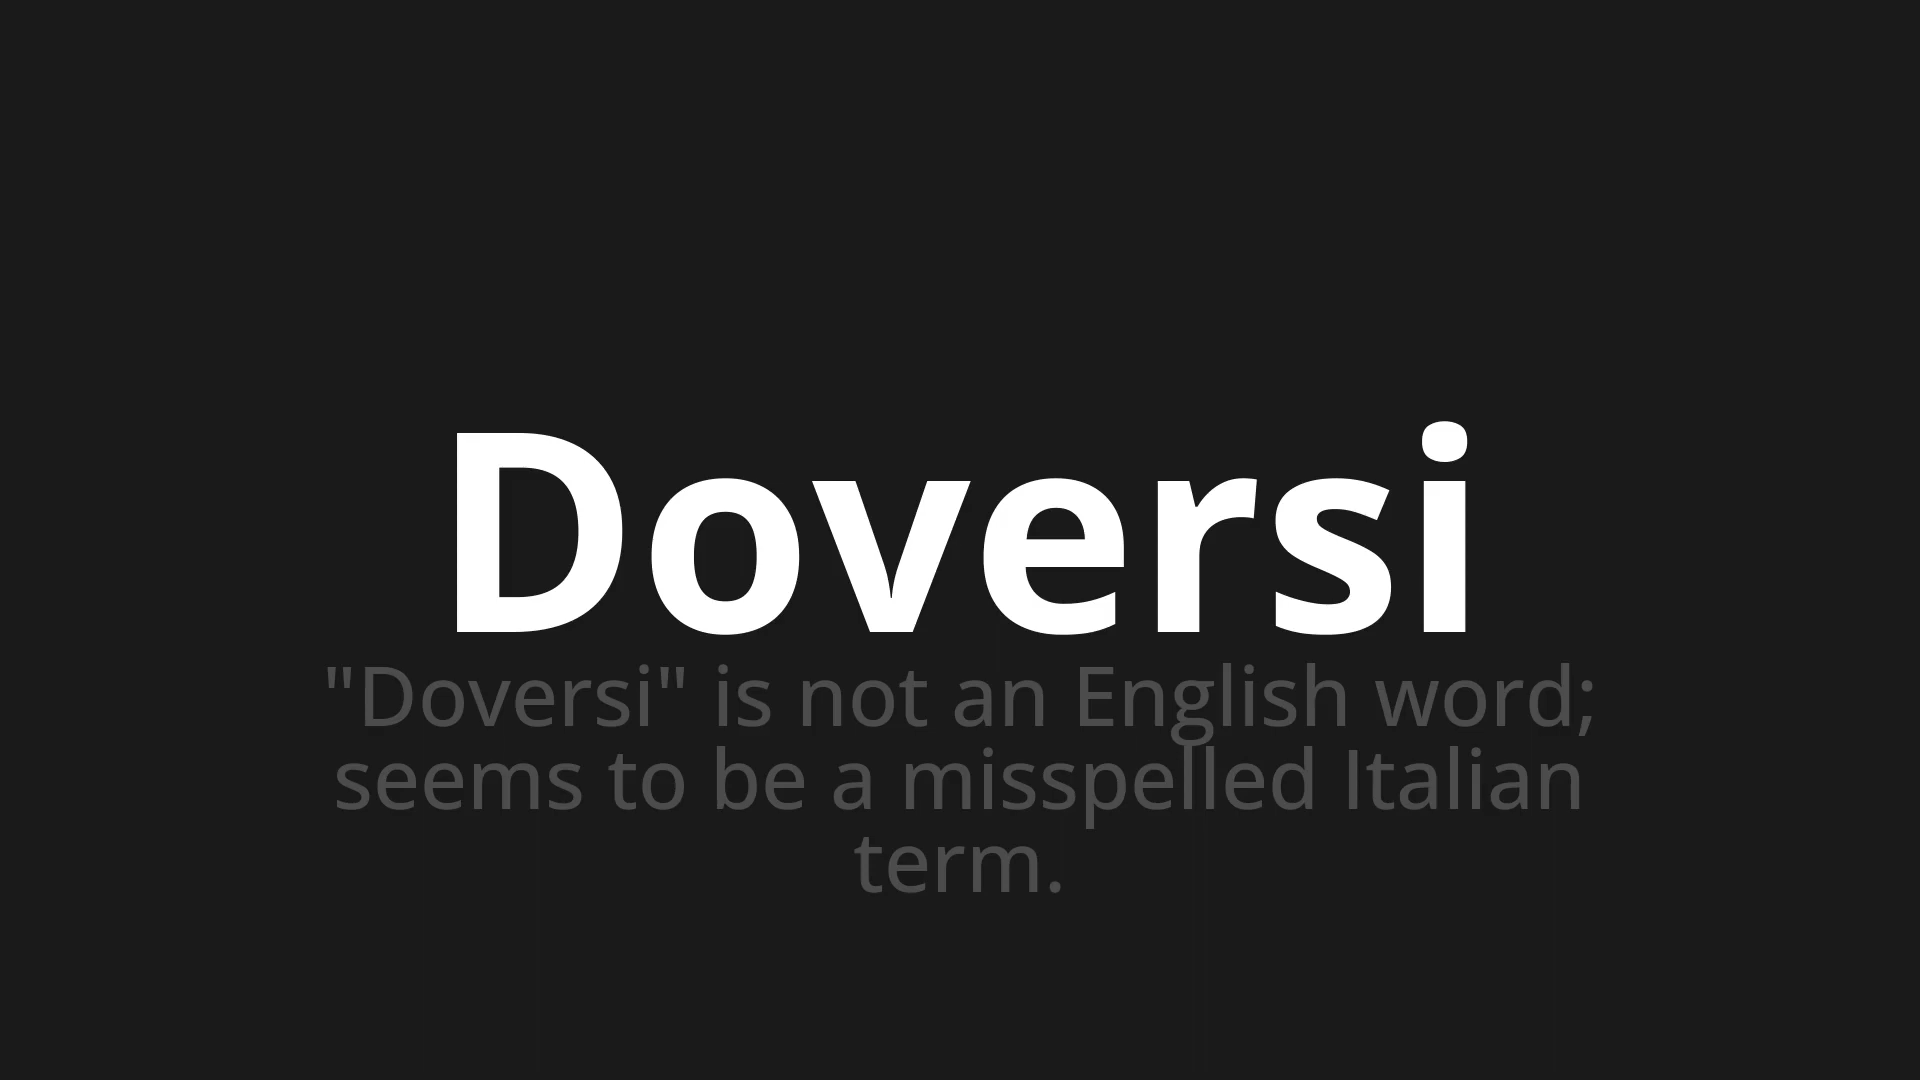 Doversi
"Doversi" is not an English word;
seems to be a misspelled Italian
term.